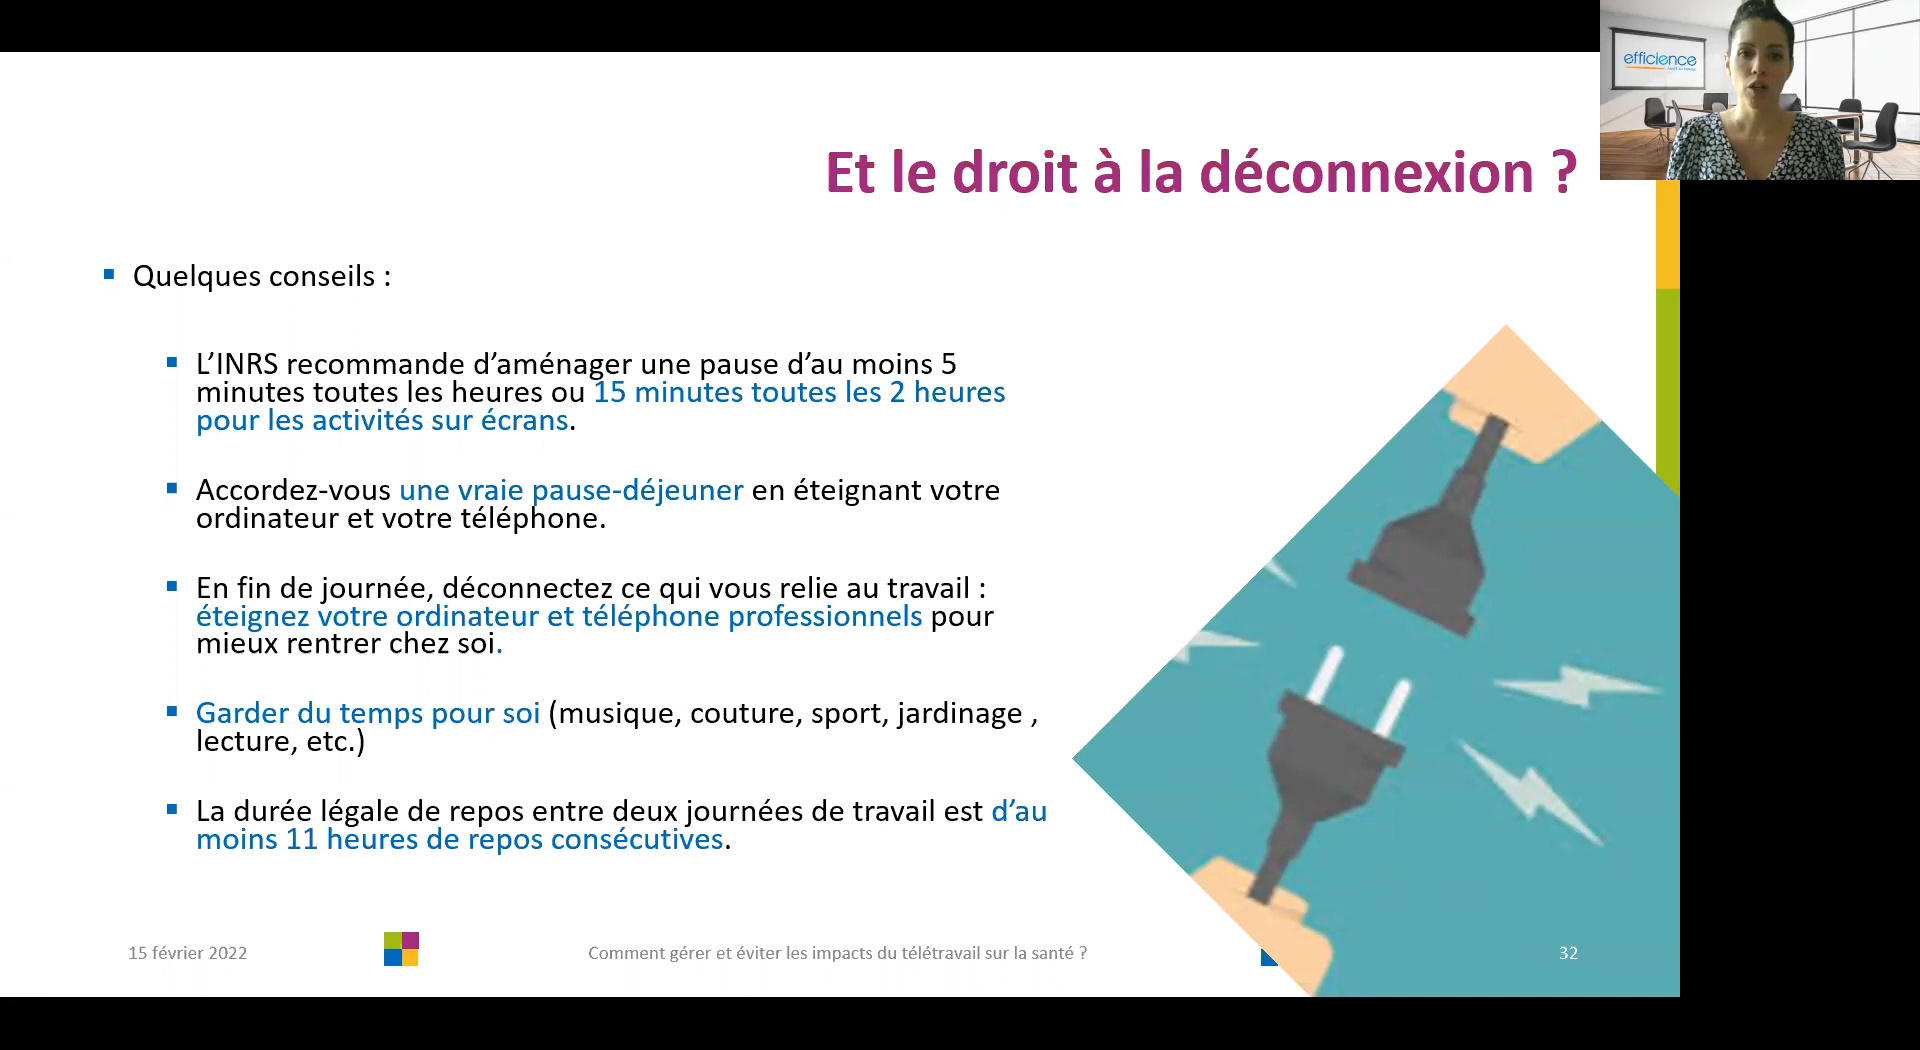 efficience
Et le droit à la déconnexion ?
Quelques conseils :
L’INRS recommande d’aménager une pause d’au moins 5
minutes toutes les heures ou 15 minutes toutes les 2 heures
pour les activités sur écrans.
Accordez-vous une vraie pause-déjeuner en éteignant votre
ordinateur et votre téléphone.
En fin de journée, déconnectez ce qui vous relie au travail :
éteignez votre ordinateur et téléphone professionnels pour
mieux rentrer chez soi.
Garder du temps pour soi (musique, couture, sport, jardinage ,
lecture, etc.)
La durée légale de repos entre deux journées de travail est d’au
moins 11 heures de repos consécutives.
15 février 2022
Comment gérer et éviter les impacts du télétravail sur la santé ?
32